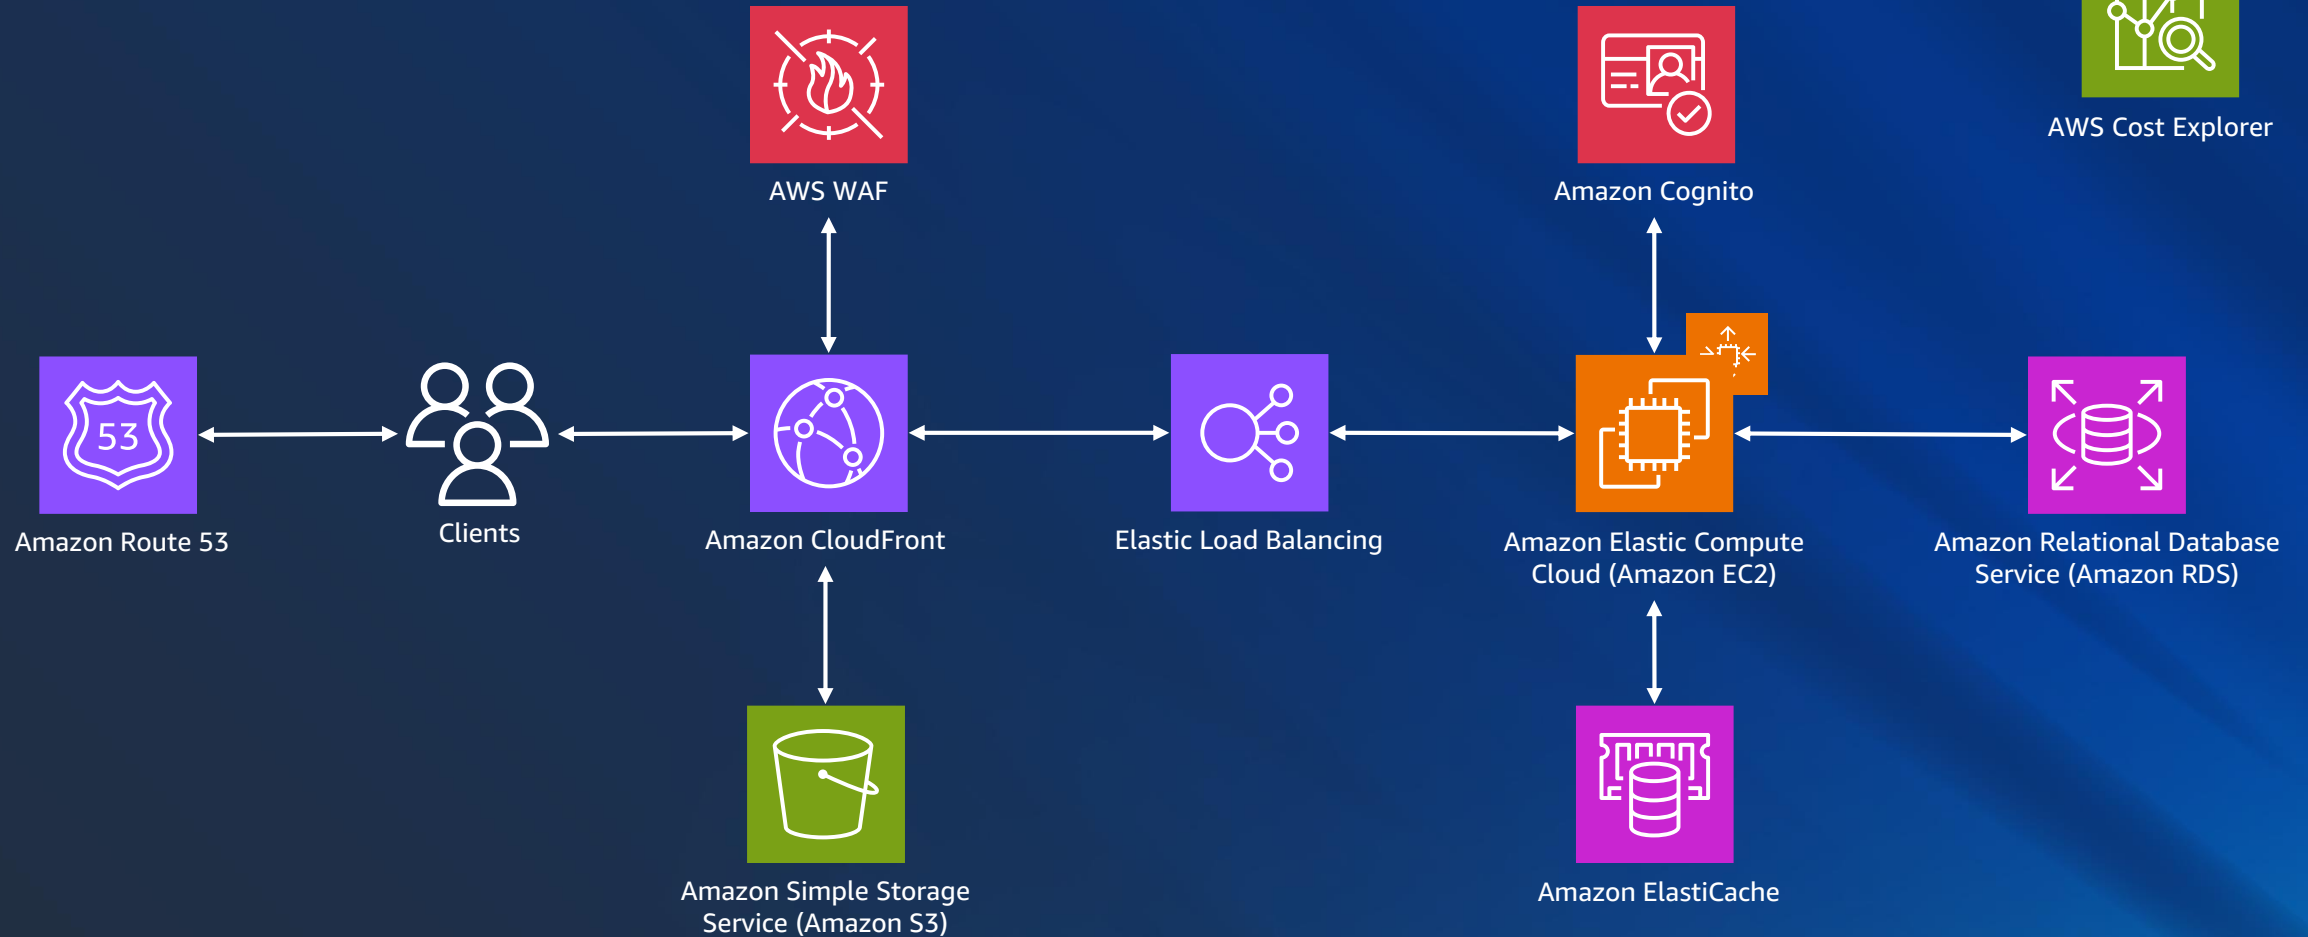 AWS Cost Explorer
AWS WAF
Amazon Cognito
53
Amazon Route 53
Clients
Amazon CloudFront
Elastic Load Balancing
Amazon Elastic Compute
Cloud (Amazon EC2)
Amazon Relational Database
Service (Amazon RDS)
Amazon Simple Storage
Service (Amazon S3)
Amazon ElastiCache